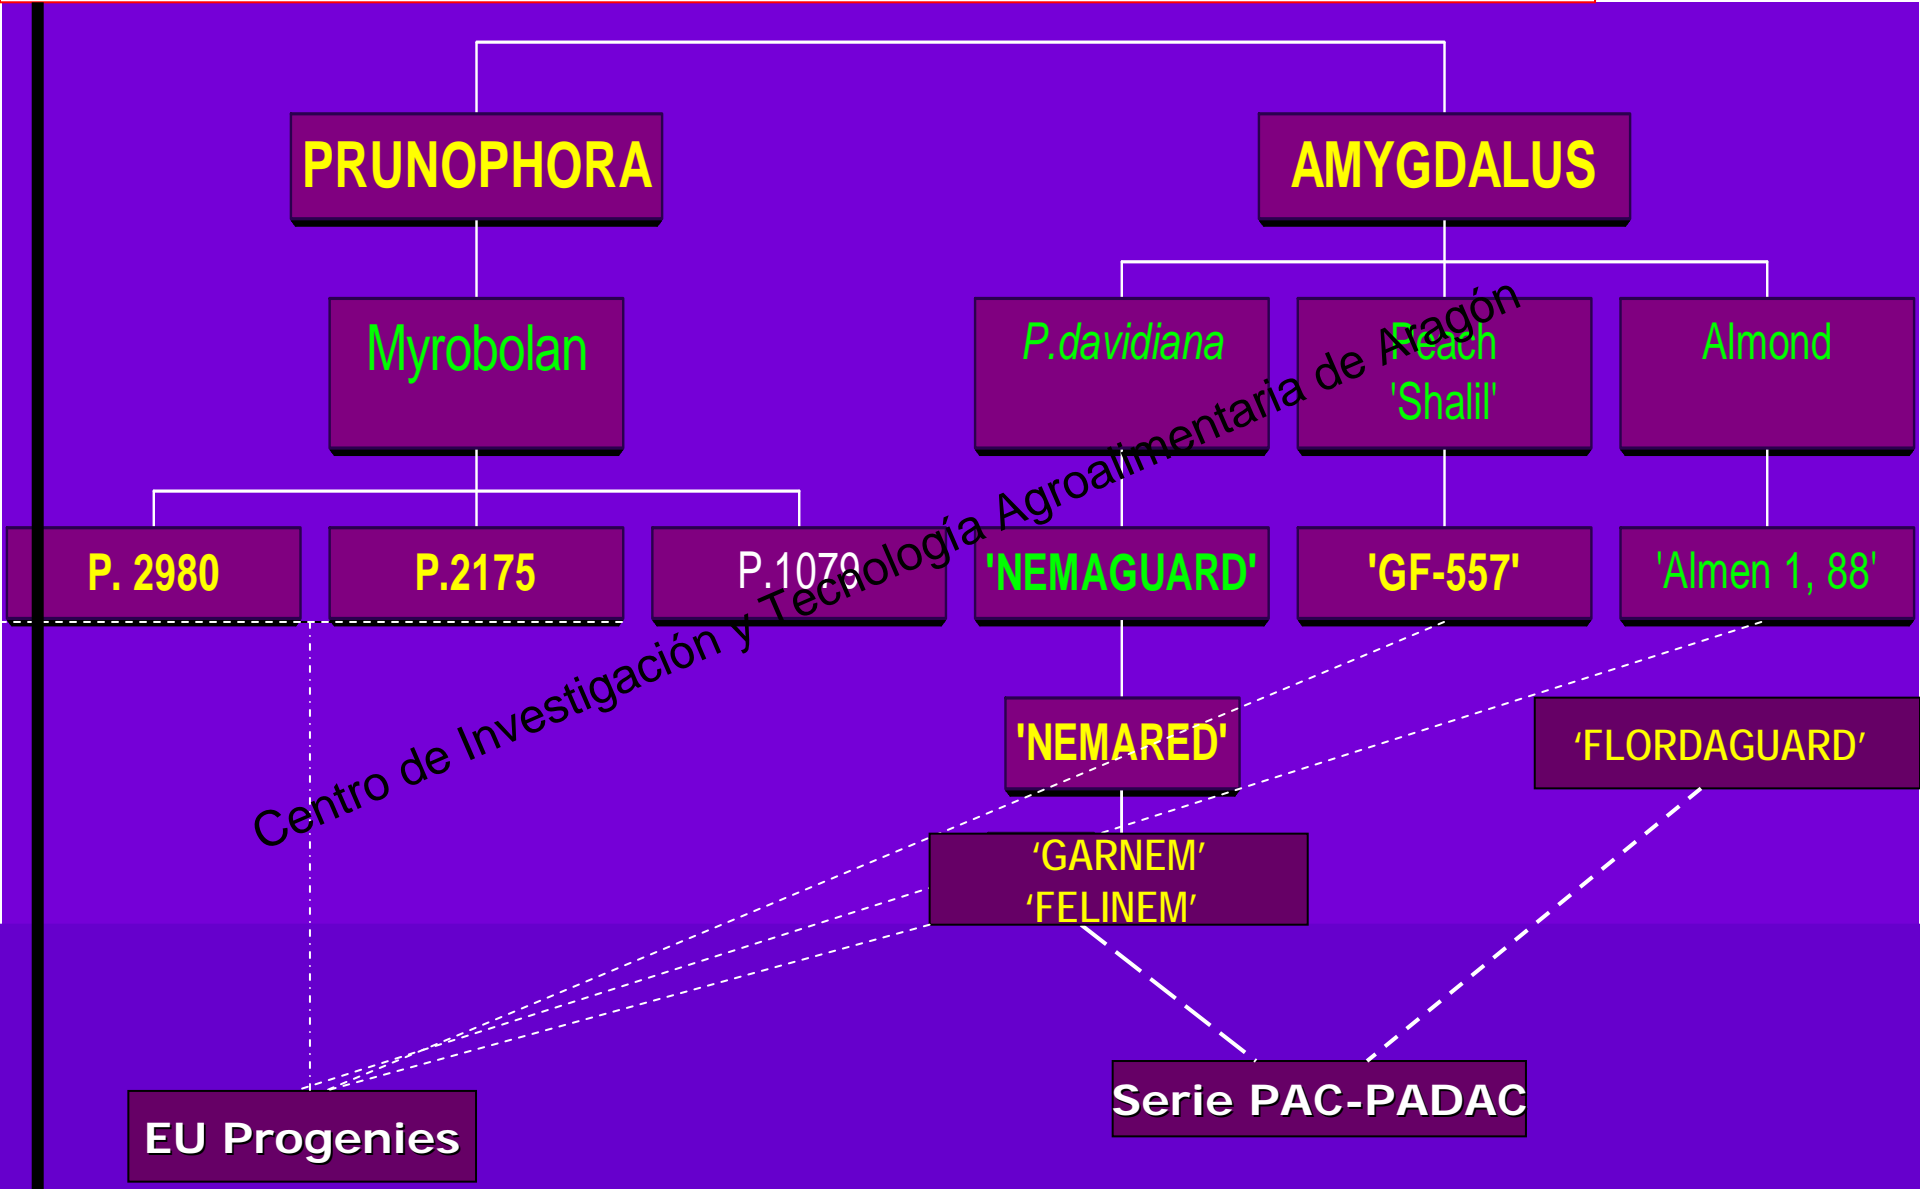 PRUNOPHORA
AMYGDALUS
Myrobolan
P.davidiana
Peach
'Shalil'
Almond
P. 2980
P.2175
P.1079
'NEMAGUARD'
'GF-557'
'Almen 1, 88'
'NEMARED'
‘FLORDAGUARD’
‘GARNEM’
‘FELINEM’
Serie PAC-PADAC
EU Progenies
Centro de Investigación y Tecnología Agroalimentaria de Aragón